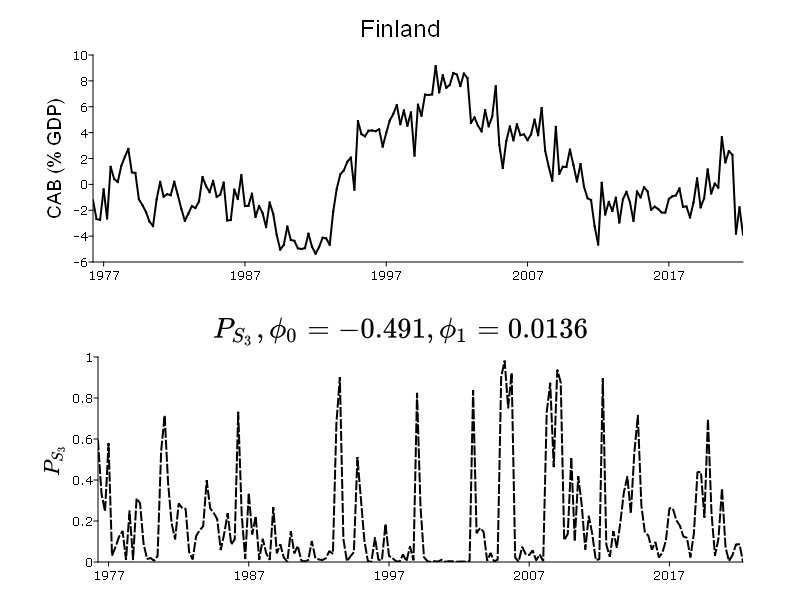 Finland
CAB (% GDP)
10
8
6
4
2
0
−2
−4
−6
1977 1987 1997 2007 2017
P_{S_3}, ϕ_0 = −0.491, ϕ_1 = 0.0136
P_{S_3}
1
0.8
0.6
0.4
0.2
0
1977 1987 1997 2007 2017